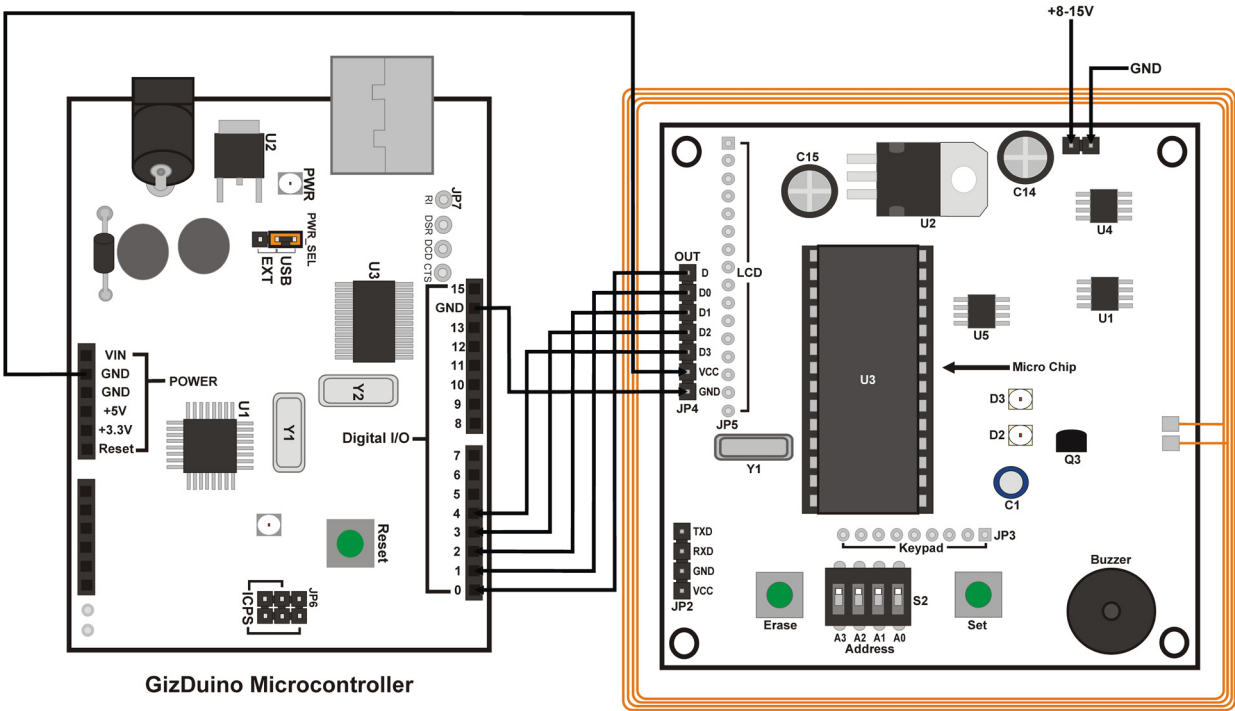 +8-15V
GND
U2
PWR
PWR SEL
USB
EXT
JP7
RI
DSR
DCD
CTS
U3
15
GND
13
12
11
10
9
8
Digital I/O
7
6
5
4
3
2
1
0
VIN
GND
GND
+5V
+3.3V
Reset
POWER
U1
Y1
Y2
Reset
JP6
ICPS
GizDuino Microcontroller
OUT
D
D0
D1
D2
D3
VCC
GND
JP4
LCD
JP5
C15
U2
C14
U4
U1
U5
U3
Micro Chip
D3
D2
Q3
C1
Y1
TXD
RXD
GND
VCC
JP2
JP3
Keypad
Erase
S2
A3 A2 A1 A0
Address
Set
Buzzer